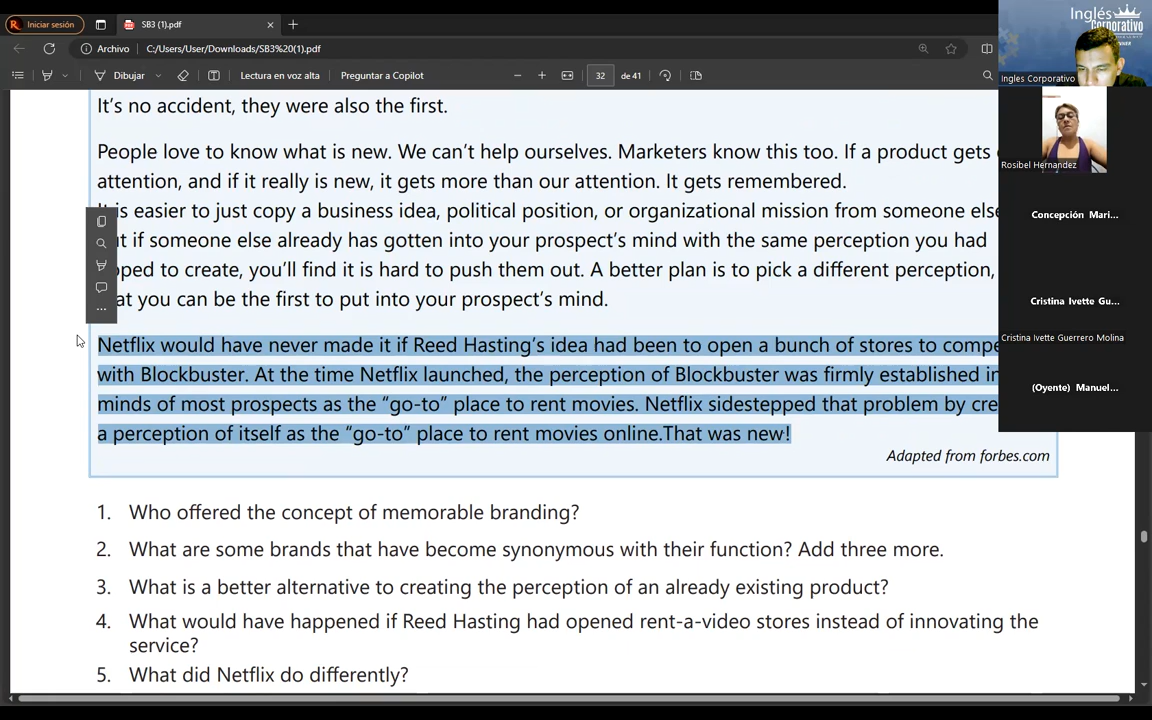 Iniciar sesión
SB3 (1).pdf
Archivo
C:/Users/User/Downloads/SB3%20(1).pdf
Dibujar
Lectura en voz alta
Preguntar a Copilot
32
de 41
It's no accident, they were also the first.
People love to know what is new. We can't help ourselves. Marketers know this too. If a product gets
attention, and if it really is new, it gets more than our attention. It gets remembered.
is easier to just copy a business idea, political position, or organizational mission from someone else
if someone else already has gotten into your prospect's mind with the same perception you had
to create, you'll find it is hard to push them out. A better plan is to pick a different perception,
you can be the first to put into your prospect's mind.
Netflix would have never made it if Reed Hasting's idea had been to open a bunch of stores to compe
with Blockbuster. At the time Netflix launched, the perception of Blockbuster was firmly established in
minds of most prospects as the "go-to" place to rent movies. Netflix sidestepped that problem by cre
a perception of itself as the "go-to" place to rent movies online.That was new!
Adapted from forbes.com
1. Who offered the concept of memorable branding?
2. What are some brands that have become synonymous with their function? Add three more.
3. What is a better alternative to creating the perception of an already existing product?
4. What would have happened if Reed Hasting had opened rent-a-video stores instead of innovating the
service?
5. What did Netflix do differently?
Inglés
Corporativo
Ingles Corporativo
Rosibel Hernandez
Concepción Mari...
Cristina Ivette Gu...
Cristina Ivette Guerrero Molina
(Oyente) Manuel...